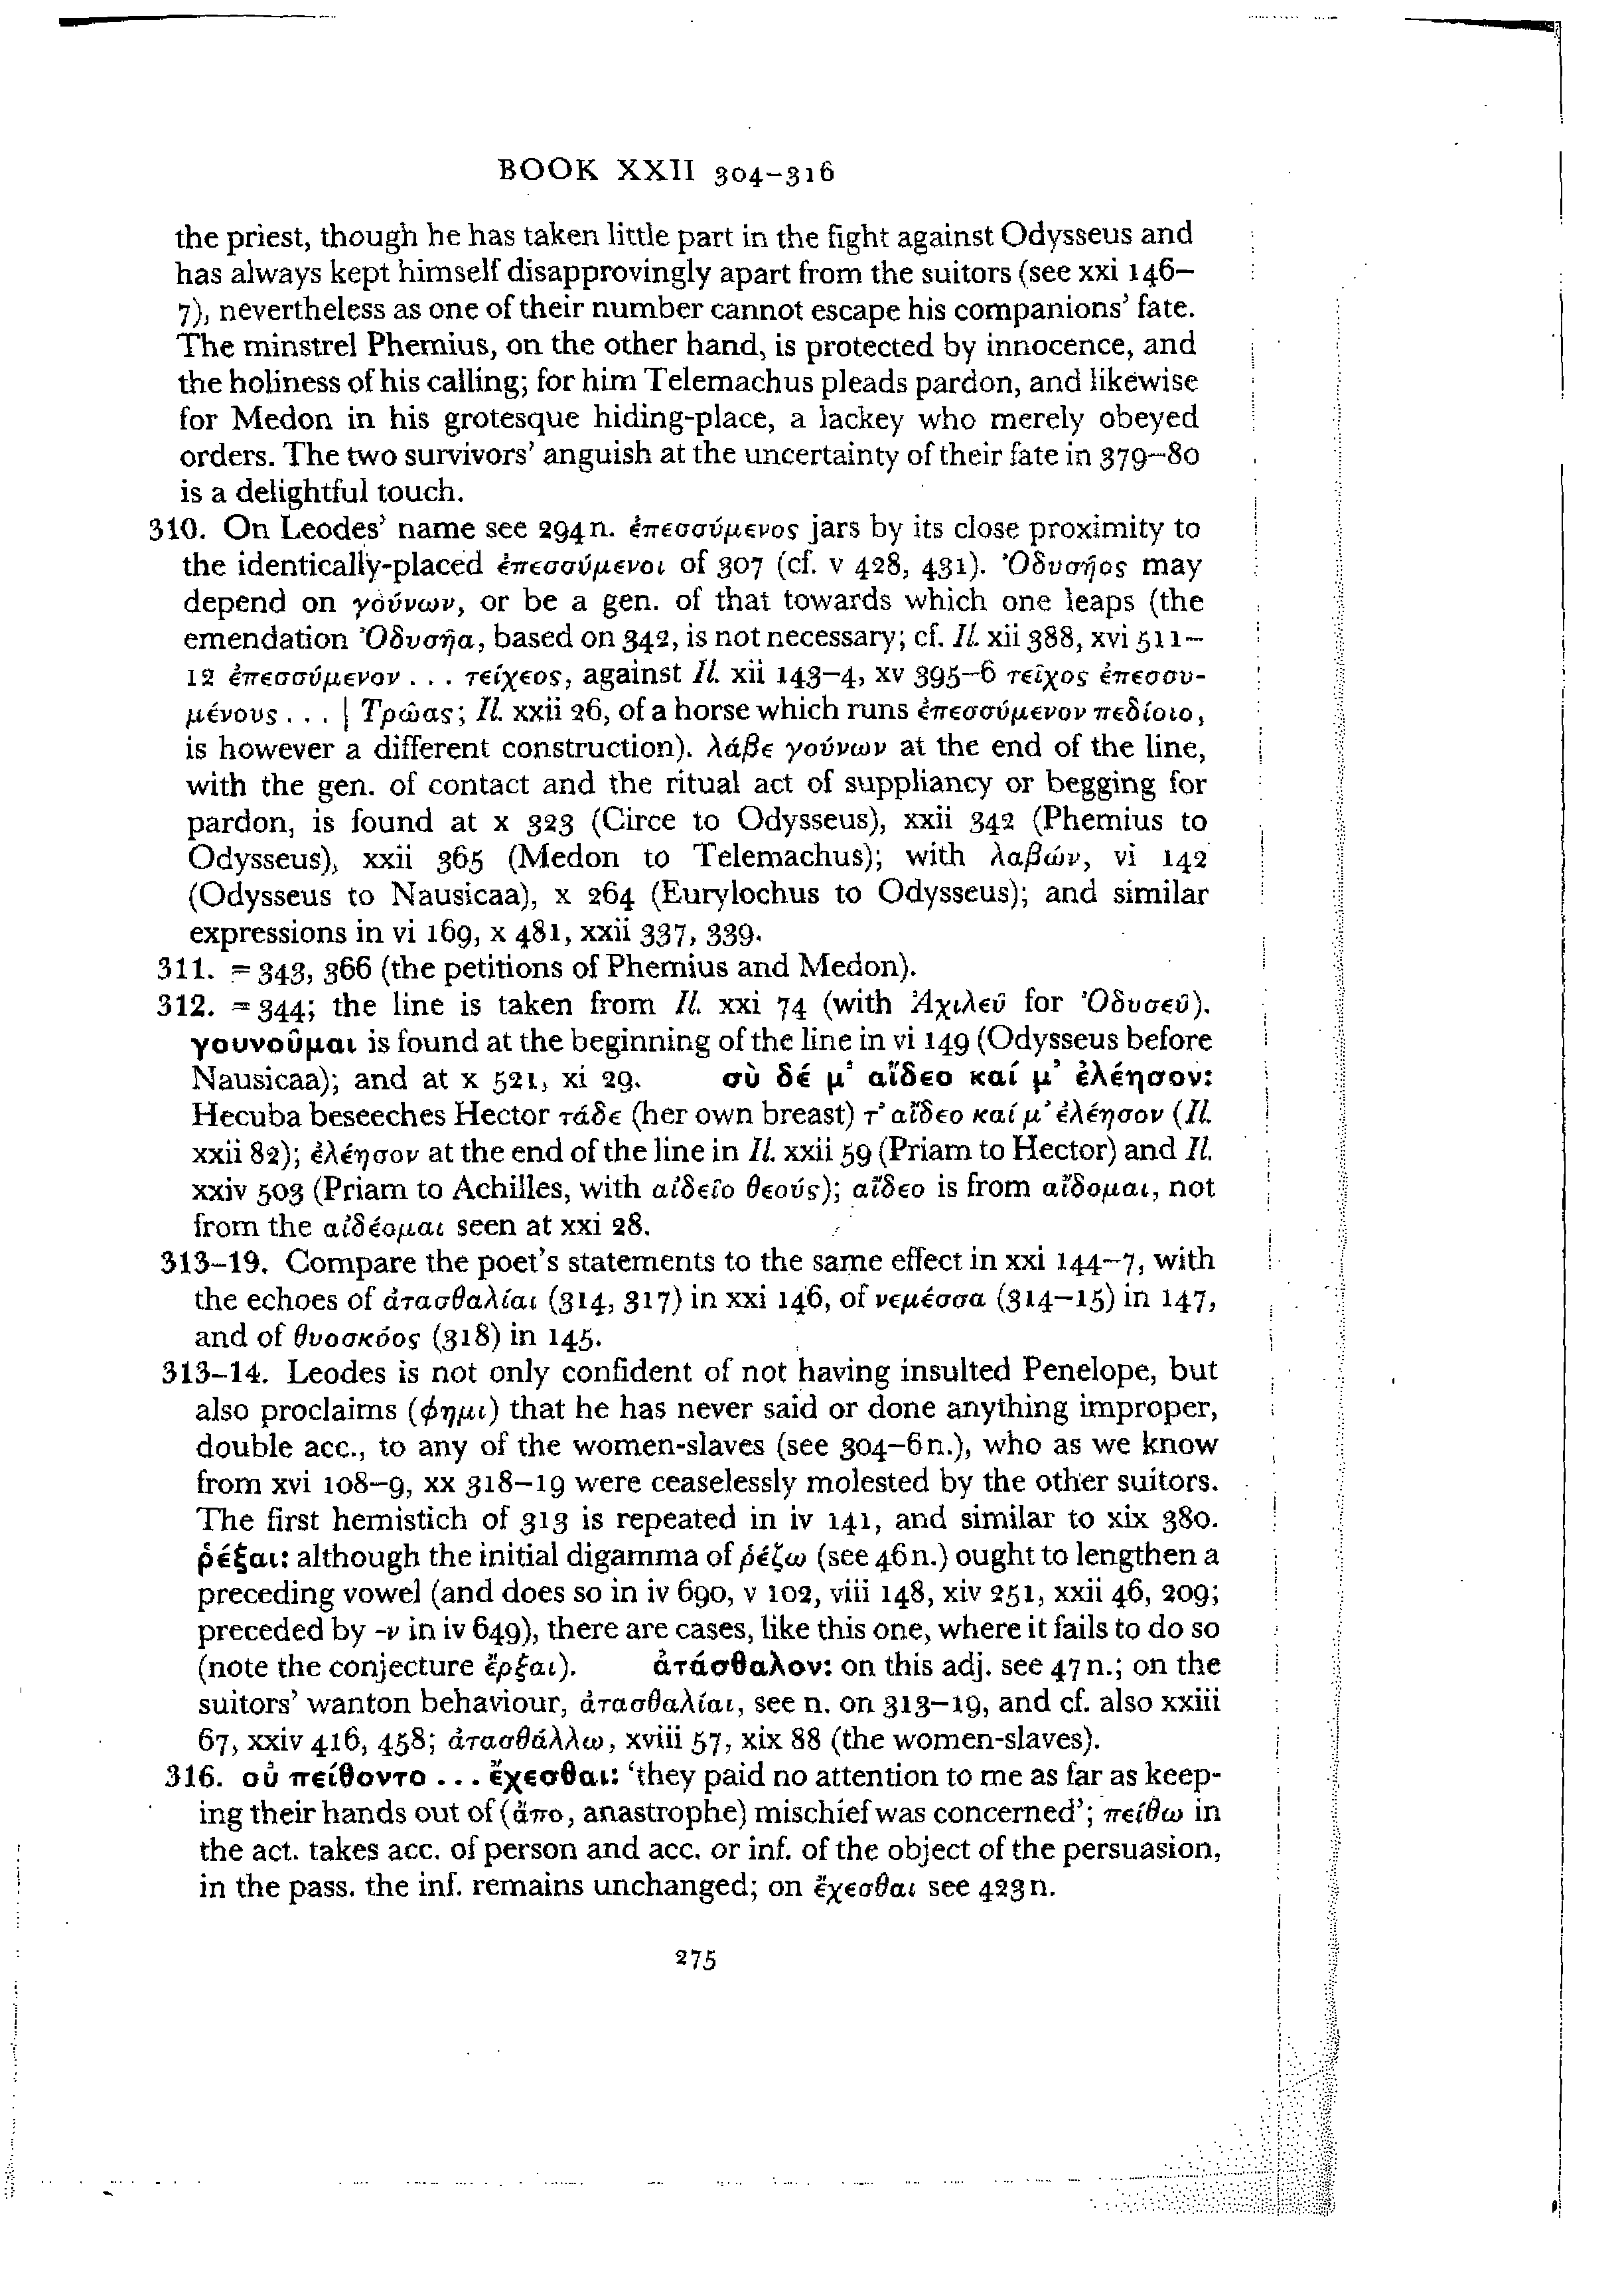 BOOK XXII 304–316
the priest, though he has taken little part in the fight against Odysseus and
has always kept himself disapprovingly apart from the suitors (see xxi 146–
7), nevertheless as one of their number cannot escape his companions’ fate.
The minstrel Phemius, on the other hand, is protected by innocence, and
the holiness of his calling; for him Telemachus pleads pardon, and likewise
for Medon in his grotesque hiding-place, a lackey who merely obeyed
orders. The two survivors’ anguish at the uncertainty of their fate in 379–80
is a delightful touch.
310. On Leodes’ name see 294 n. ἐπεσσύμενος jars by its close proximity to
the identically-placed ἐπεσσύμενοι of 307 (cf. v 428, 431). Ὀδυσῆος may
depend on γούνων, or be a gen. of that towards which one leaps (the
emendation Ὀδυσῆα, based on 342, is not necessary; cf. Il. xii 388, xvi 511–
12 ἐπεσσύμενον . . . τείχεος, against Il. xii 143–4, xv 395–6 τεῖχος ἐπεσσυ-
μένους . . . | Τρῶας; Il. xxii 26, of a horse which runs ἐπεσσύμενον πεδίοιο,
is however a different construction). λάβε γούνων at the end of the line,
with the gen. of contact and the ritual act of suppliancy or begging for
pardon, is found at x 323 (Circe to Odysseus), xxii 342 (Phemius to
Odysseus), xxii 365 (Medon to Telemachus); with λαβών, vi 142
(Odysseus to Nausicaa), x 264 (Eurylochus to Odysseus); and similar
expressions in vi 169, x 481, xxii 337, 339.
311. = 343, 366 (the petitions of Phemius and Medon).
312. = 344; the line is taken from Il. xxi 74 (with Ἀχιλεῦ for Ὀδυσεῦ).
γουνοῦμαι is found at the beginning of the line in vi 149 (Odysseus before
Nausicaa); and at x 521, xi 29. σὺ δέ μ’ αἴδεο καί μ’ ἐλέησον:
Hecuba beseeches Hector τάδε (her own breast) τ’ αἴδεο καί μ’ ἐλέησον (Il.
xxii 82); ἐλέησον at the end of the line in Il. xxii 59 (Priam to Hector) and Il.
xxiv 503 (Priam to Achilles, with αἰδεῖο θεούς); αἴδεο is from αἴδομαι, not
from the αἰδέομαι seen at xxi 28.
313–19. Compare the poet’s statements to the same effect in xxi 144–7, with
the echoes of ἀτασθαλίαι (314, 317) in xxi 146, of νεμέσσα (314–15) in 147,
and of θυοσκόος (318) in 145.
313–14. Leodes is not only confident of not having insulted Penelope, but
also proclaims (φημι) that he has never said or done anything improper,
double acc., to any of the women-slaves (see 304–6 n.), who as we know
from xvi 108–9, xx 318–19 were ceaselessly molested by the other suitors.
The first hemistich of 313 is repeated in iv 141, and similar to xix 380.
ῥέξαι: although the initial digamma of ῥέζω (see 46 n.) ought to lengthen a
preceding vowel (and does so in iv 690, v 102, viii 148, xiv 251, xxii 46, 209;
preceded by -ν in iv 649), there are cases, like this one, where it fails to do so
(note the conjecture ἔρξαι). ἀτάσθαλον: on this adj. see 47 n.; on the
suitors’ wanton behaviour, ἀτασθαλίαι, see n. on 313–19, and cf. also xxiii
67, xxiv 416, 458; ἀτασθάλλω, xviii 57, xix 88 (the women-slaves).
316. οὐ πείθοντο . . . ἔχεσθαι: ‘they paid no attention to me as far as keep-
ing their hands out of (ἄπο, anastrophe) mischief was concerned’; πείθω in
the act. takes acc. of person and acc. or inf. of the object of the persuasion,
in the pass. the inf. remains unchanged; on ἔχεσθαι see 423 n.
275